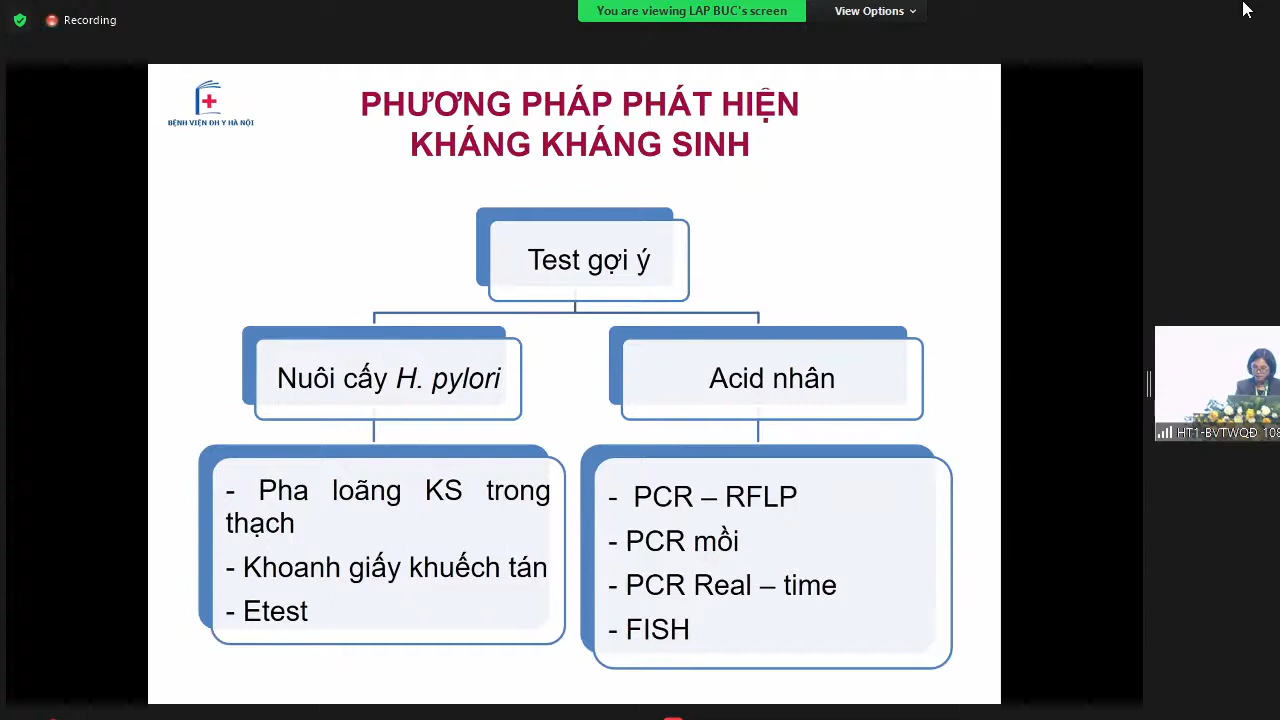 Recording
You are viewing LAP BUC's screen
View Options
BỆNH VIỆN ĐH Y HÀ NỘI
PHƯƠNG PHÁP PHÁT HIỆN
KHÁNG KHÁNG SINH
Test gợi ý
Nuôi cấy H. pylori
Acid nhân
- Pha loãng KS trong
thạch
- Khoanh giấy khuếch tán
- Etest
- PCR – RFLP
- PCR mồi
- PCR Real – time
- FISH
HT1-BVTWQĐ 108